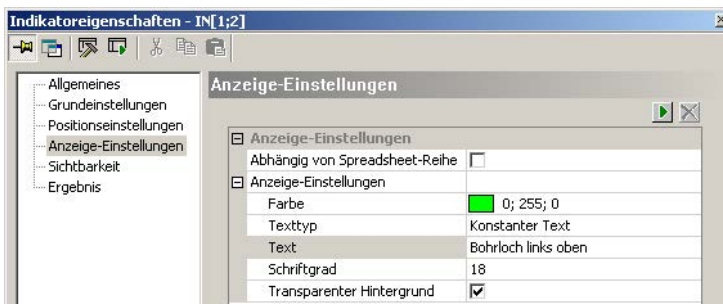 Indikatoreigenschaften - IN[1;2]
Allgemeines
Grundeinstellungen
Positionseinstellungen
Anzeige-Einstellungen
Sichtbarkeit
Ergebnis
Anzeige-Einstellungen
Anzeige-Einstellungen
Abhängig von Spreadsheet-Reihe
Anzeige-Einstellungen
Farbe 0; 255; 0
Texttyp Konstanter Text
Text Bohrloch links oben
Schriftgrad 18
Transparenter Hintergrund